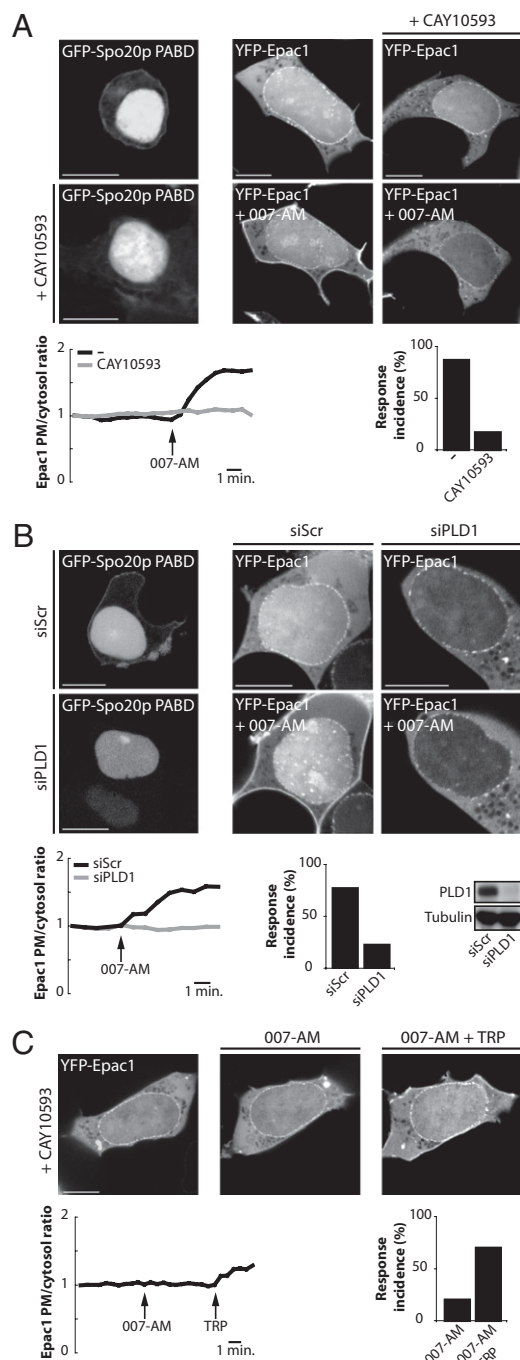 A
+ CAY10593
GFP-Spo20p PABD
YFP-Epac1
YFP-Epac1
+ CAY10593
GFP-Spo20p PABD
YFP-Epac1
+ 007-AM
YFP-Epac1
+ 007-AM
Epac1 PM/cytosol ratio
2
1
0
–
CAY10593
007-AM
1 min.
Response
incidence (%)
100
50
0
–
CAY10593
B
siScr
siPLD1
siScr
GFP-Spo20p PABD
YFP-Epac1
YFP-Epac1
siPLD1
GFP-Spo20p PABD
YFP-Epac1
+ 007-AM
YFP-Epac1
+ 007-AM
Epac1 PM/cytosol ratio
2
1
0
siScr
siPLD1
007-AM
1 min.
Response
incidence (%)
100
50
0
siScr
siPLD1
PLD1
Tubulin
siScr
siPLD1
C
007-AM
007-AM + TRP
+ CAY10593
YFP-Epac1
Epac1 PM/cytosol ratio
2
1
0
007-AM
TRP
1 min.
Response
incidence (%)
100
50
0
007-AM
007-AM
TRP